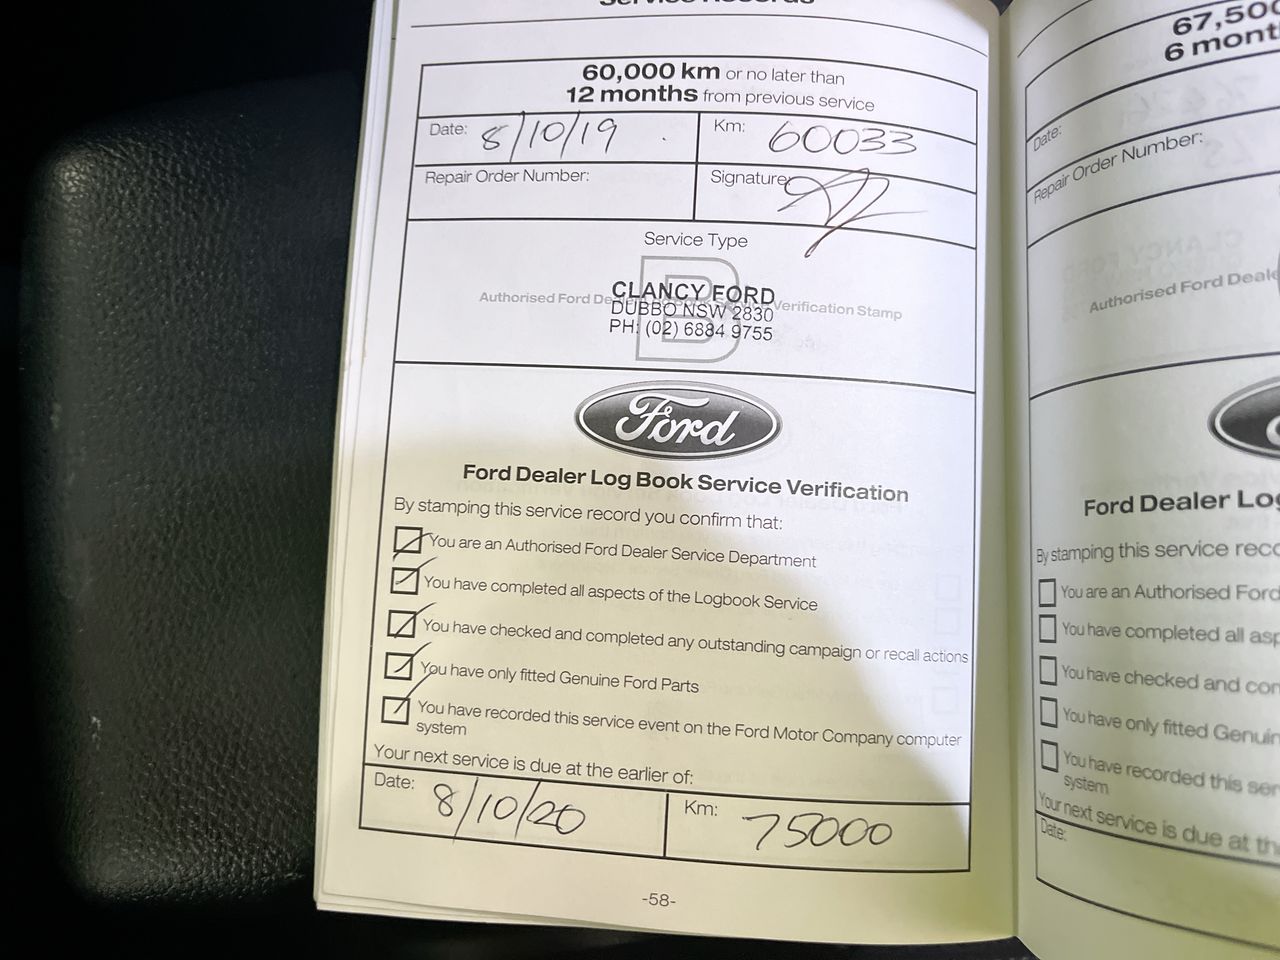 Service Records
60,000 km or no later than
12 months from previous service
Date: 8/10/19
Km: 60033
Repair Order Number:
Signature:
Service Type
B
Authorised Ford Dealer Verification Stamp
CLANCY FORD
DUBBO NSW 2830
PH: (02) 6884 9755
Ford
Ford Dealer Log Book Service Verification
By stamping this service record you confirm that:
You are an Authorised Ford Dealer Service Department
You have completed all aspects of the Logbook Service
You have checked and completed any outstanding campaign or recall actions
You have only fitted Genuine Ford Parts
You have recorded this service event on the Ford Motor Company computer
system
Your next service is due at the earlier of:
Date: 8/10/20
Km: 75000
-58-
67,500
6 mont
Date:
Repair Order Number:
Authorised Ford Deale
Ford Dealer Log
By stamping this service reco
You are an Authorised Ford
You have completed all asp
You have checked and con
You have only fitted Genuin
You have recorded this ser
system
Your next service is due at th
Date: